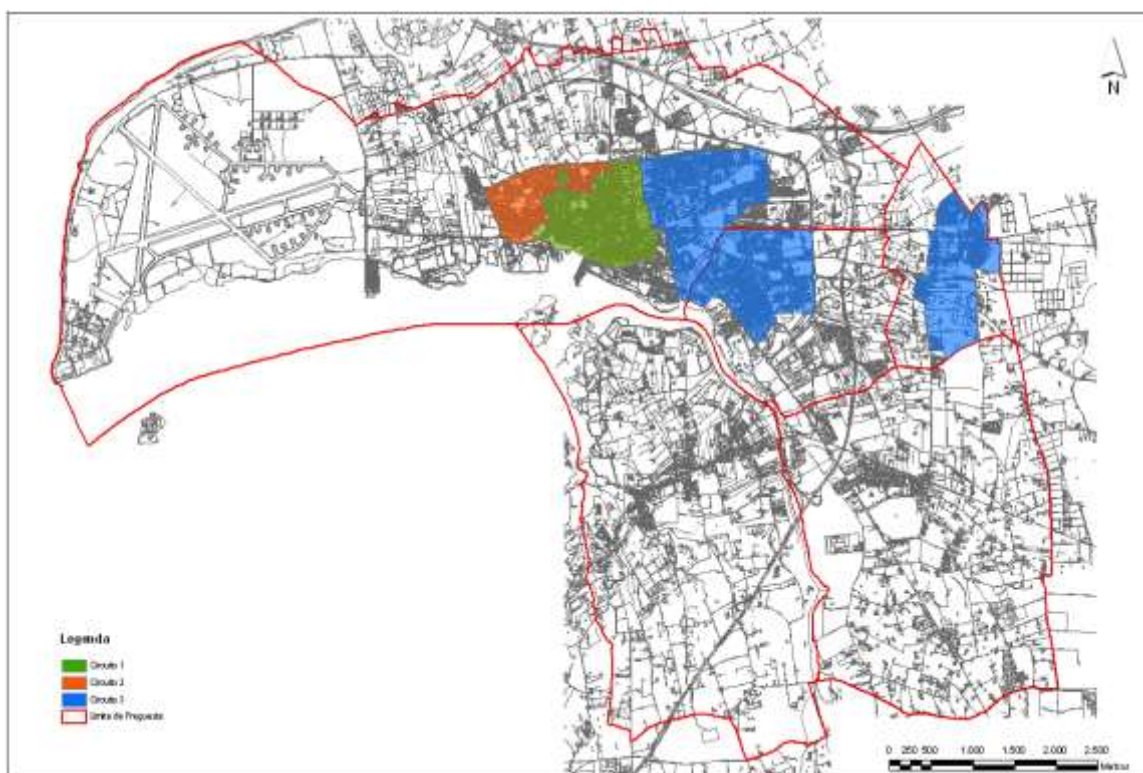 N
Legenda
Circuito 1
Circuito 2
Circuito 3
Limite de Freguesia
0 250 500 1.000 1.500 2.000 2.500
Metros